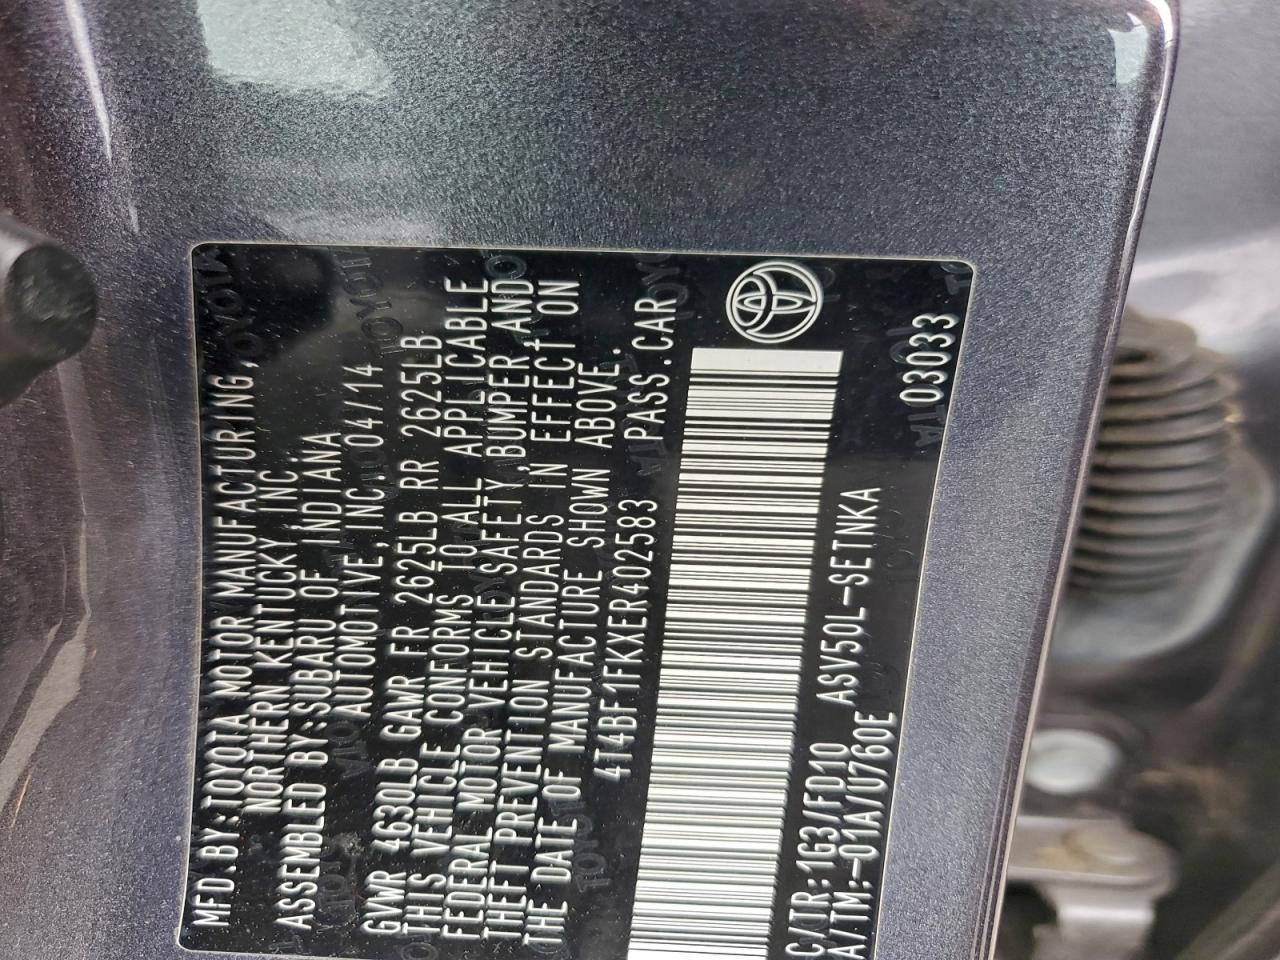 MFD.BY:TOYOTA MOTOR MANUFACTURING,
NORTHERN KENTUCKY INC.
ASSEMBLED BY:SUBARU OF INDIANA
AUTOMOTIVE,INC.04/14
GVWR 4630LB GAWR FR 2625LB RR 2625LB
THIS VEHICLE CONFORMS TO ALL APPLICABLE
FEDERAL MOTOR VEHICLE SAFETY,BUMPER AND
THEFT PREVENTION STANDARDS IN EFFECT ON
THE DATE OF MANUFACTURE SHOWN ABOVE.
4T4BF1FKXER402583 PASS.CAR
C/TR:1G3/FD10 ASV50L-SETNKA
A/TM:-01A/U760E 03033